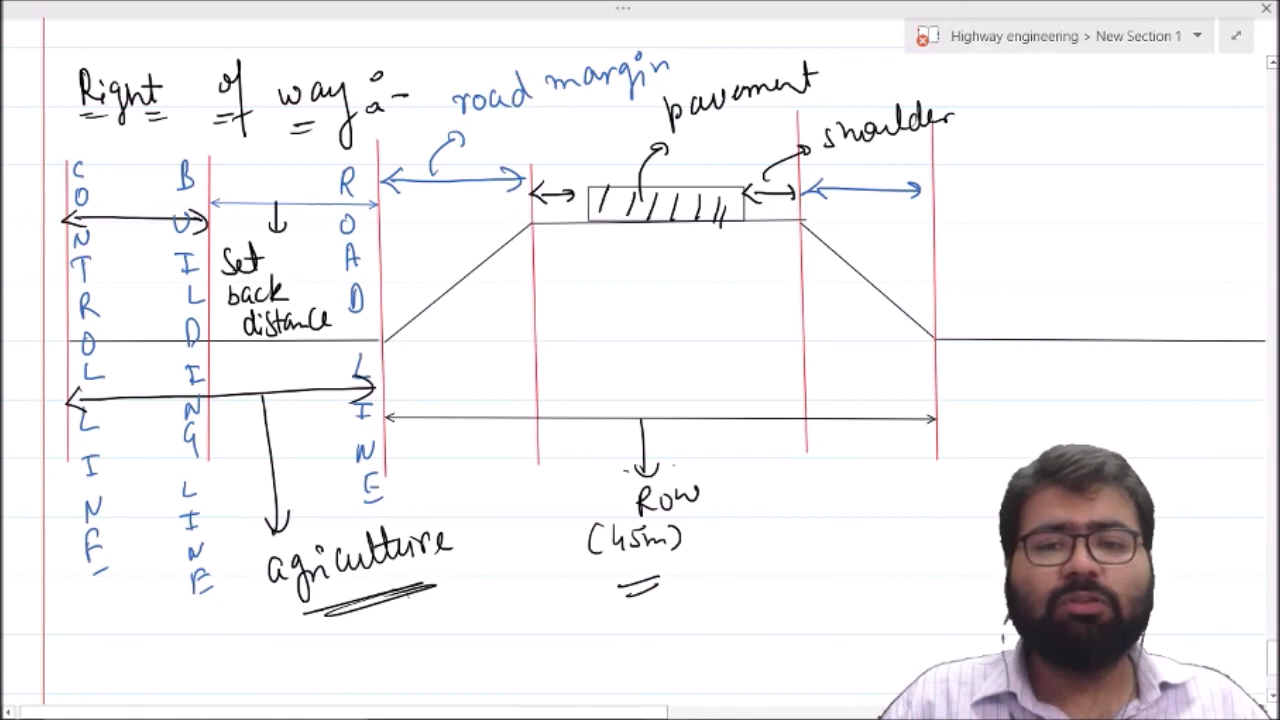 Highway engineering > New Section 1
Right of way :-
road margin
pavement
shoulder
CONTROL LINE
BUILDING LINE
ROAD LINE
Set
back
distance
ROW
(45m)
agriculture